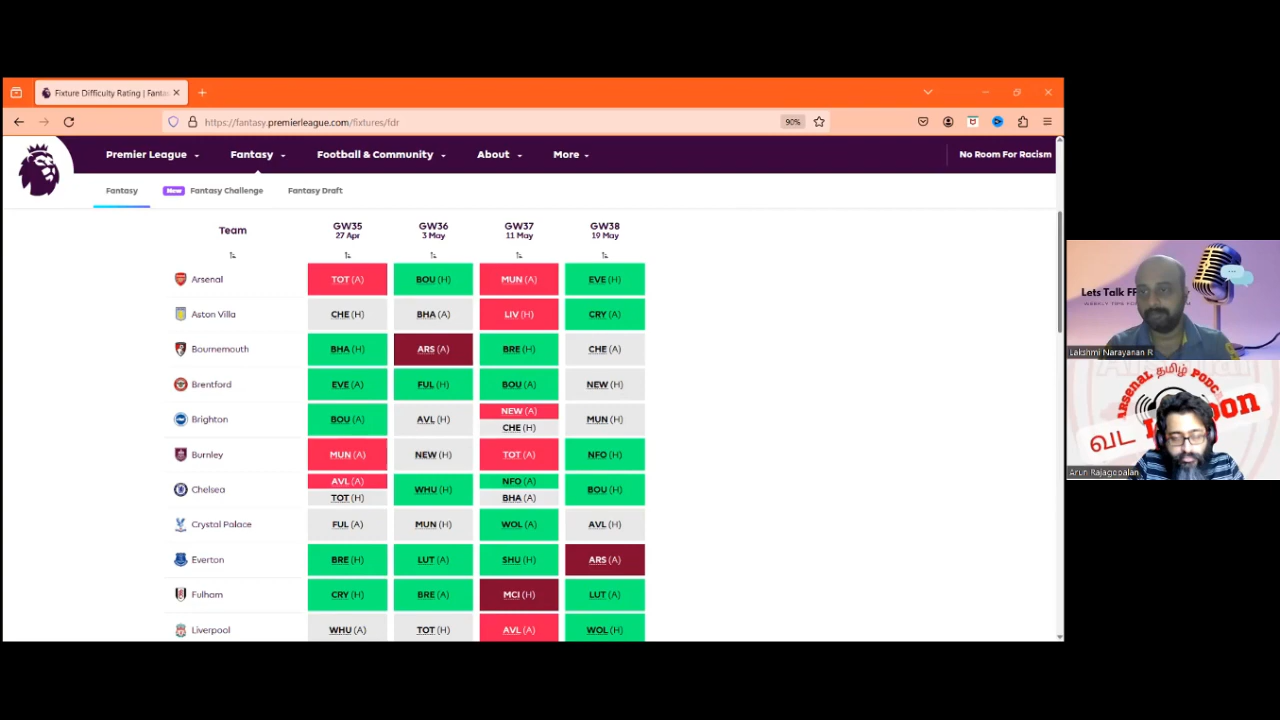 Fixture Difficulty Rating | Fanta
https://fantasy.premierleague.com/fixtures/fdr
90%
Premier League
Fantasy
Football & Community
About
More
No Room For Racism
Fantasy
New
Fantasy Challenge
Fantasy Draft
Team GW35 GW36 GW37 GW38
27 Apr 3 May 11 May 19 May
Arsenal TOT (A) BOU (H) MUN (A) EVE (H)
Aston Villa CHE (H) BHA (A) LIV (H) CRY (A)
Bournemouth BHA (H) ARS (A) BRE (H) CHE (A)
Brentford EVE (A) FUL (H) BOU (A) NEW (H)
Brighton BOU (A) AVL (H) NEW (A) CHE (H) MUN (H)
Burnley MUN (A) NEW (H) TOT (A) NFO (H)
Chelsea AVL (A) TOT (H) WHU (H) NFO (A) BHA (A) BOU (H)
Crystal Palace FUL (A) MUN (H) WOL (A) AVL (H)
Everton BRE (H) LUT (A) SHU (H) ARS (A)
Fulham CRY (H) BRE (A) MCI (H) LUT (A)
Liverpool WHU (A) TOT (H) AVL (A) WOL (H)
Lets Talk FP
Lakshmi Narayanan R
ARSENAL தமிழ் PODC
வட
oon
Arun Rajagopalan